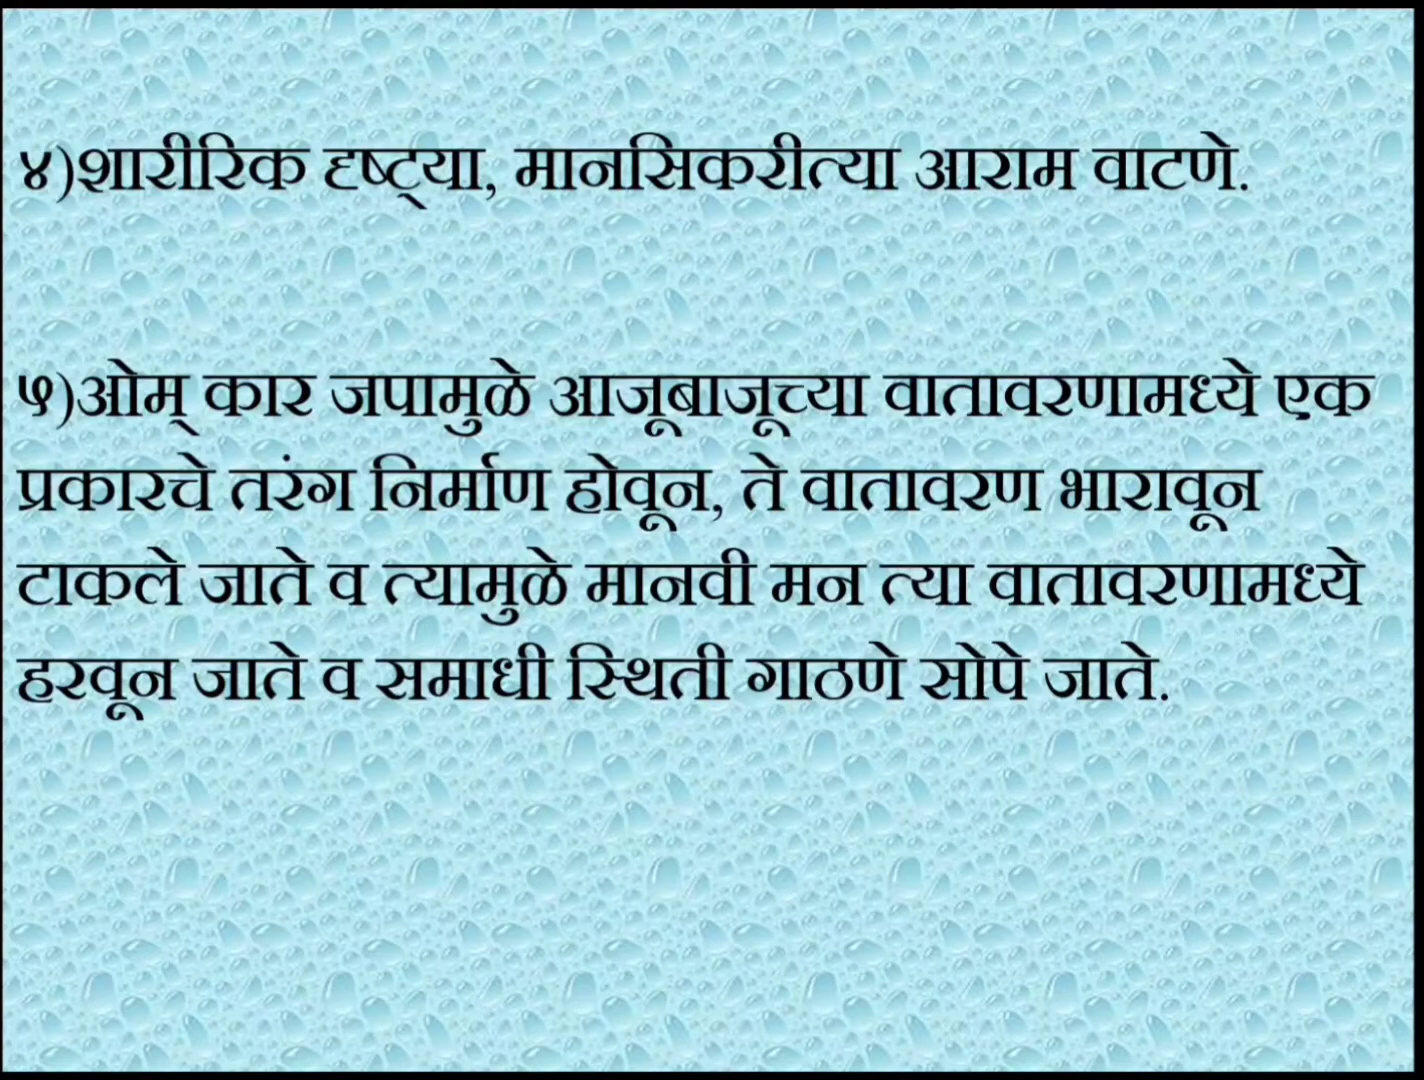 ४)शारीरिक दृष्ट्या, मानसिकरीत्या आराम वाटणे.
५)ओम् कार जपामुळे आजूबाजूच्या वातावरणामध्ये एक
प्रकारचे तरंग निर्माण होवून, ते वातावरण भारावून
टाकले जाते व त्यामुळे मानवी मन त्या वातावरणामध्ये
हरवून जाते व समाधी स्थिती गाठणे सोपे जाते.